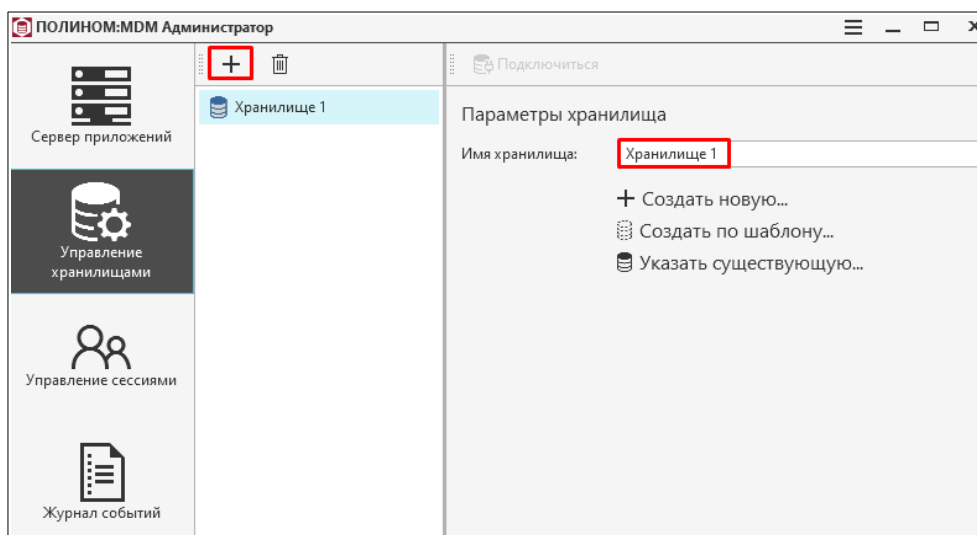 ПОЛИНОМ:MDM Администратор
Подключиться
Сервер приложений
Хранилище 1
Параметры хранилища
Имя хранилища: Хранилище 1
Создать новую...
Создать по шаблону...
Указать существующую...
Управление
хранилищами
Управление сессиями
Журнал событий